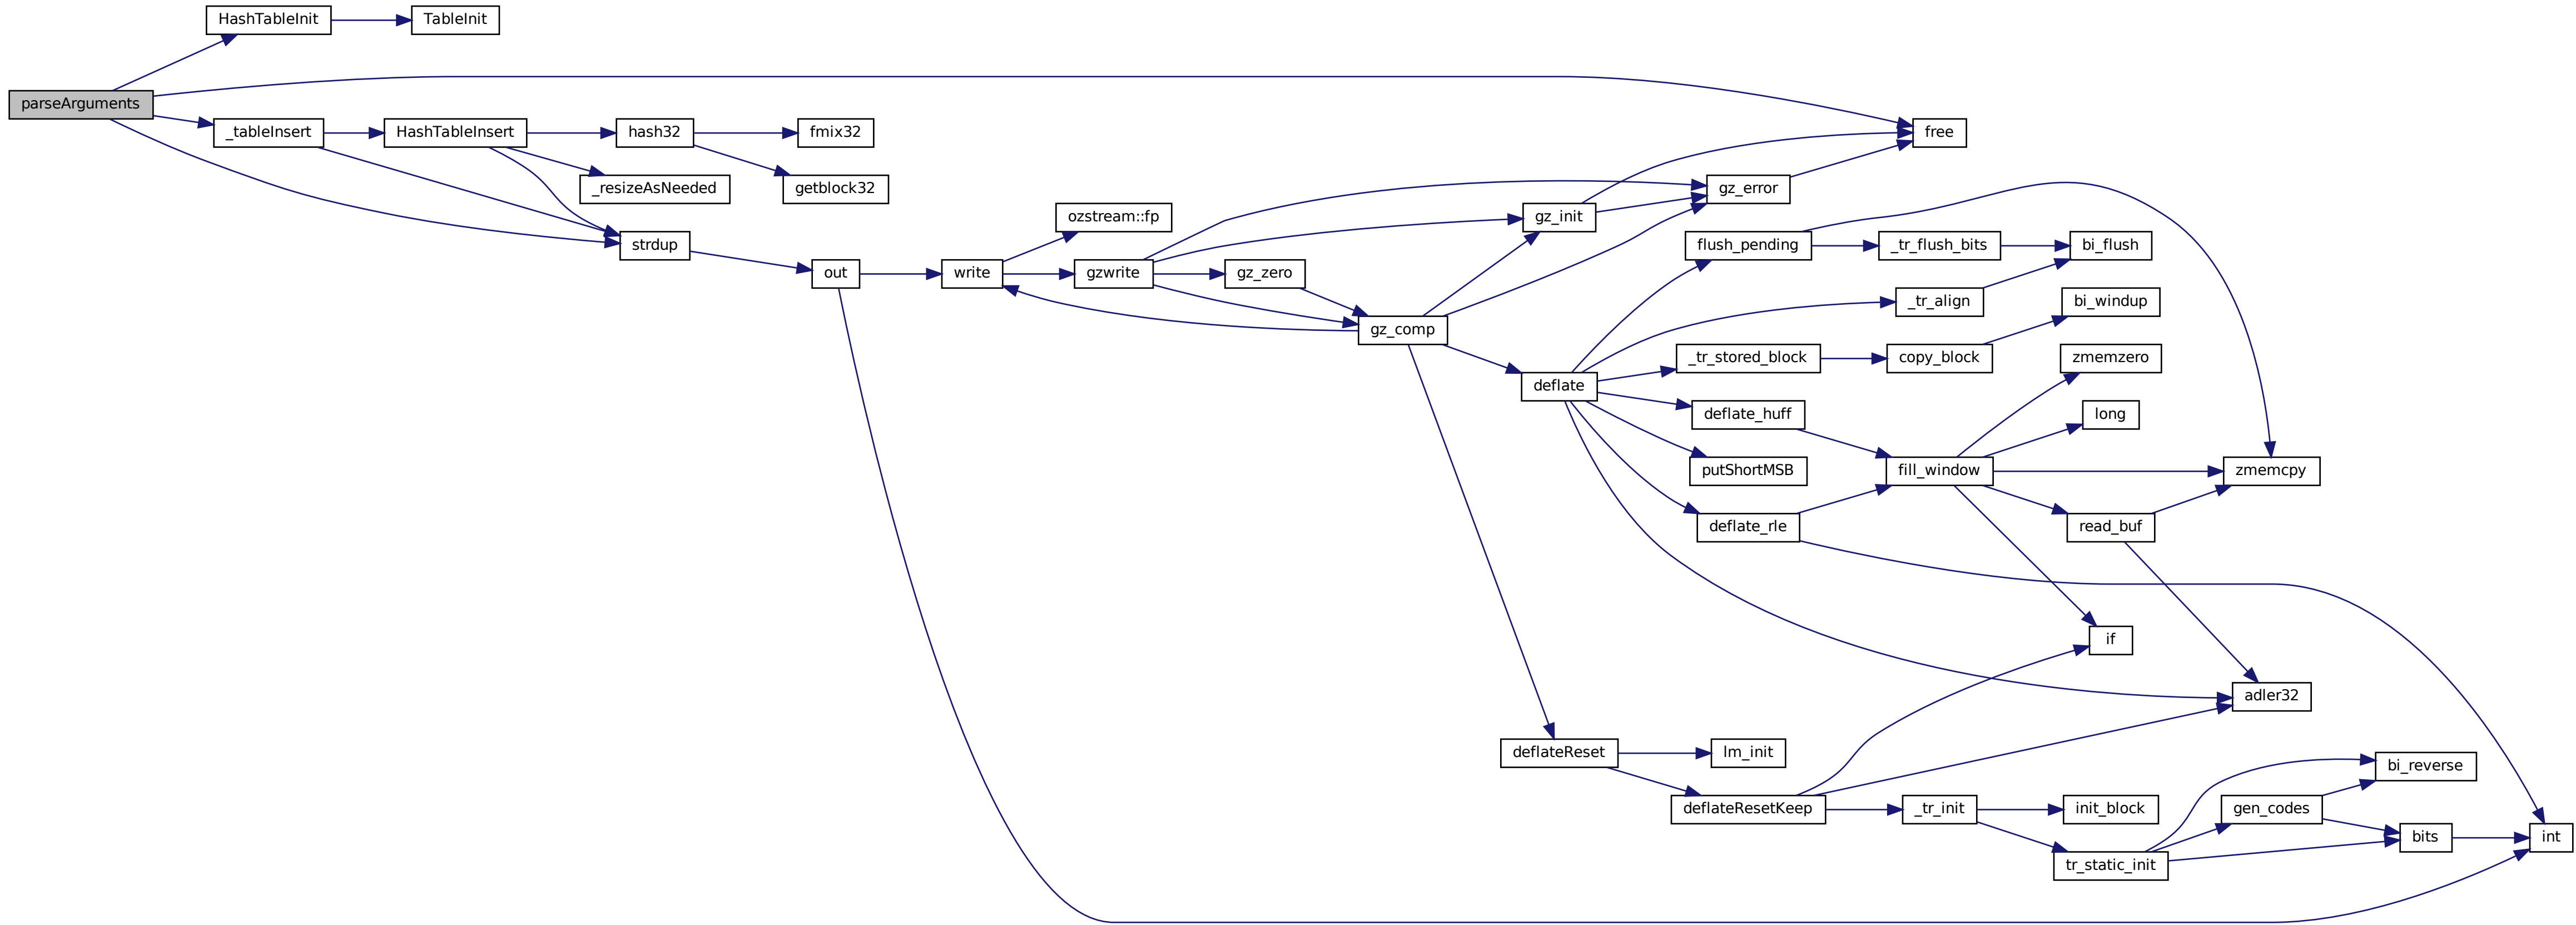 HashTableInit
TableInit
parseArguments
_tableInsert
HashTableInsert
hash32
fmix32
free
_resizeAsNeeded
getblock32
gz_error
ozstream::fp
gz_init
strdup
flush_pending
_tr_flush_bits
bi_flush
out
write
gzwrite
gz_zero
_tr_align
bi_windup
gz_comp
_tr_stored_block
copy_block
zmemzero
deflate
deflate_huff
long
putShortMSB
fill_window
zmemcpy
deflate_rle
read_buf
if
adler32
deflateReset
lm_init
bi_reverse
deflateResetKeep
_tr_init
init_block
gen_codes
bits
int
tr_static_init